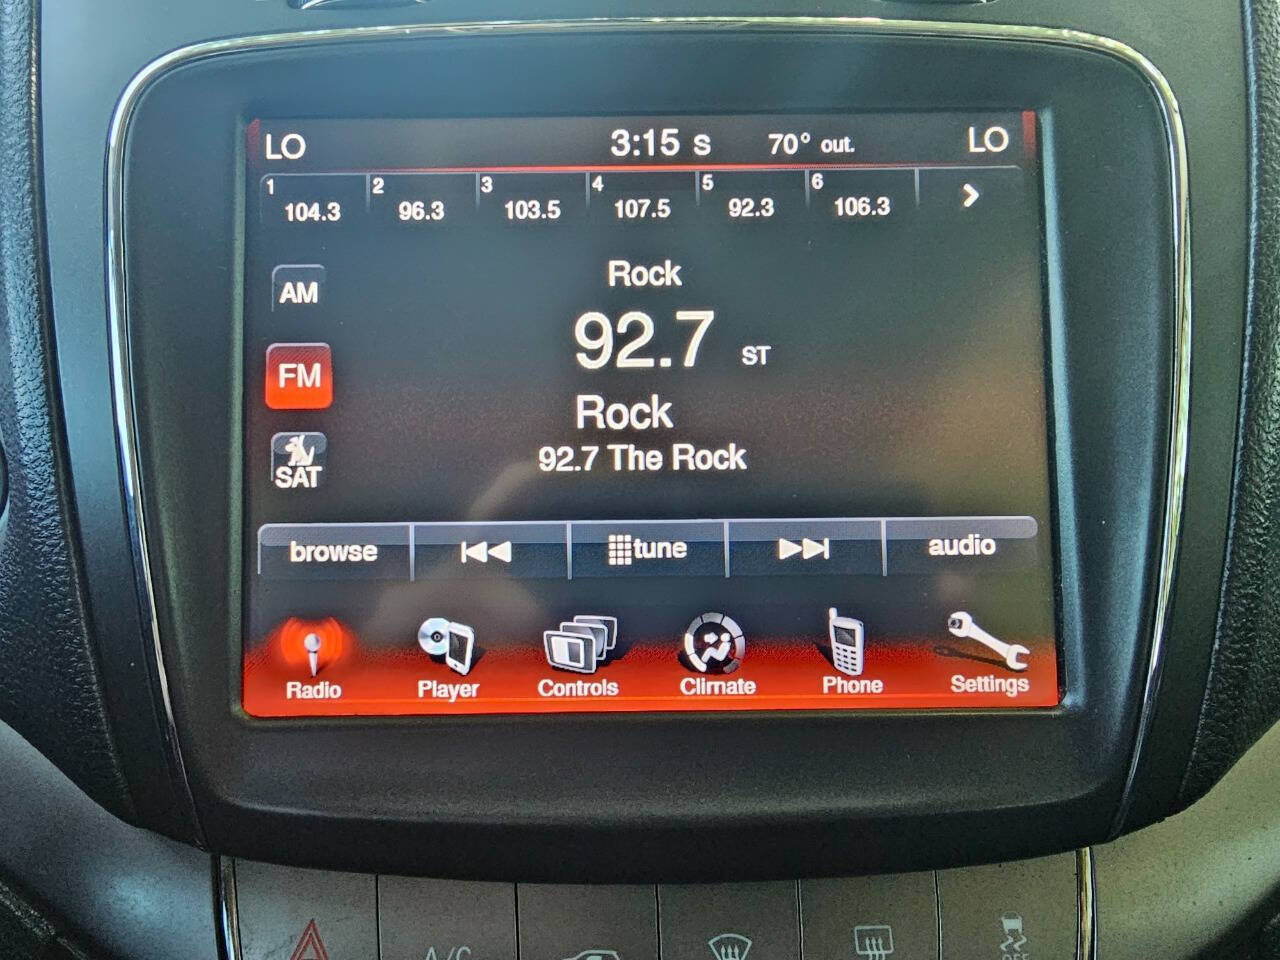 LO 3:15 S 70° out. LO
1 104.3 2 96.3 3 103.5 4 107.5 5 92.3 6 106.3
Rock
AM
92.7 ST
FM
Rock
92.7 The Rock
SAT
browse tune audio
Radio Player Controls Climate Phone Settings
A/C OFF